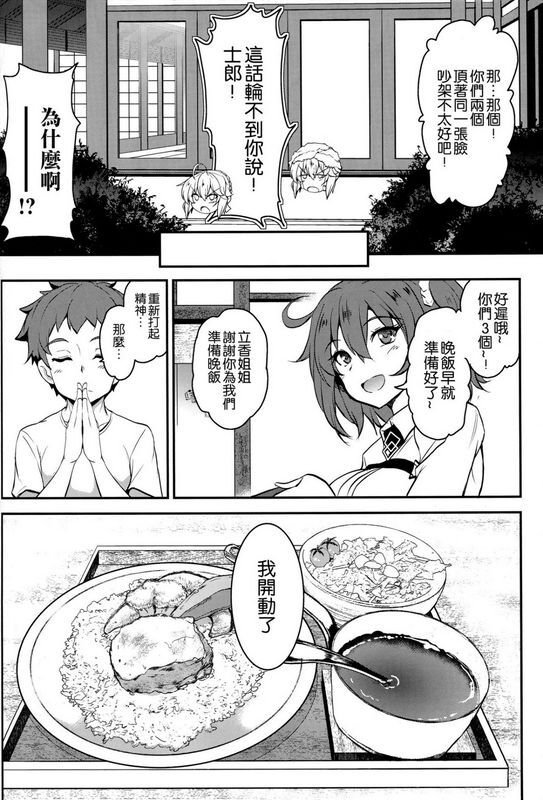 那…那個！
你們兩個
頂著同一張臉
吵架不太好吧！
這話輪不到你說！
士郎！
為什麼啊
——！？
好遲哦~
你們3個~！
晚飯早就
準備好了~
立香姐姐
謝謝你為我們
準備晚飯
重新打起
精神…
那麼…
我開動了